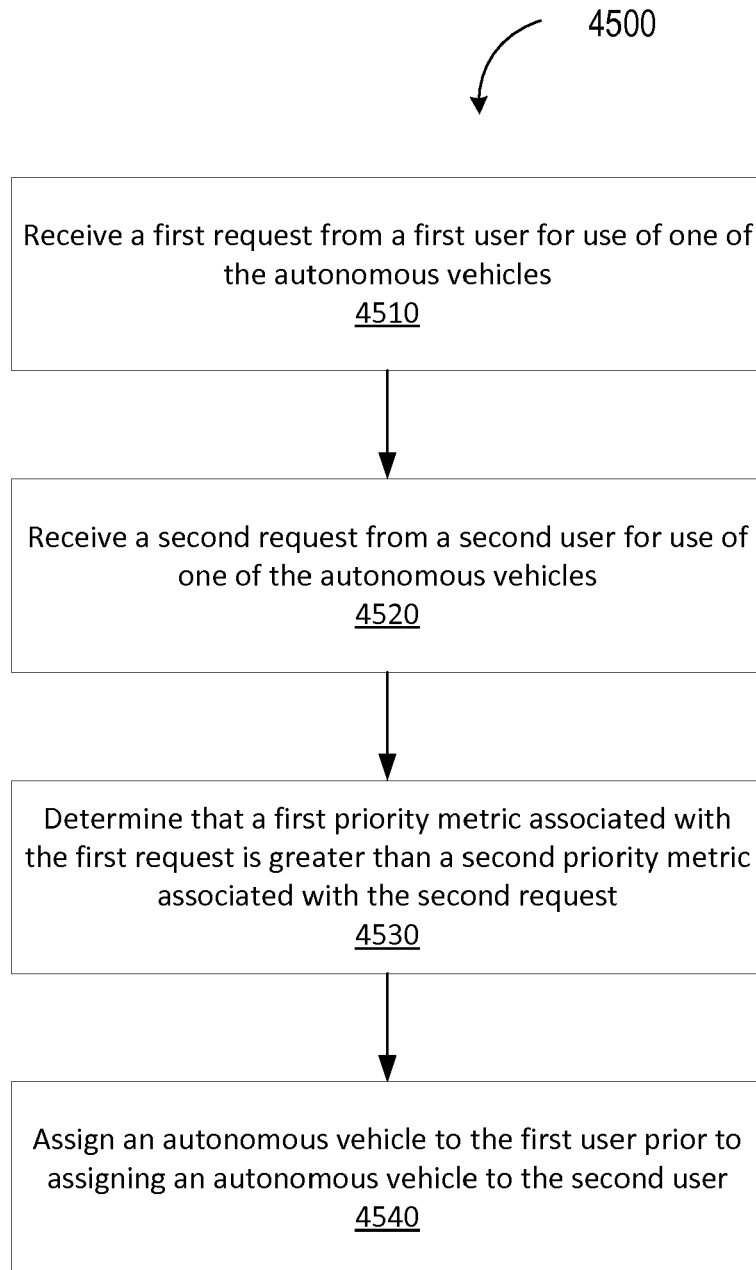 4500
Receive a first request from a first user for use of one of
the autonomous vehicles
4510
Receive a second request from a second user for use of
one of the autonomous vehicles
4520
Determine that a first priority metric associated with
the first request is greater than a second priority metric
associated with the second request
4530
Assign an autonomous vehicle to the first user prior to
assigning an autonomous vehicle to the second user
4540